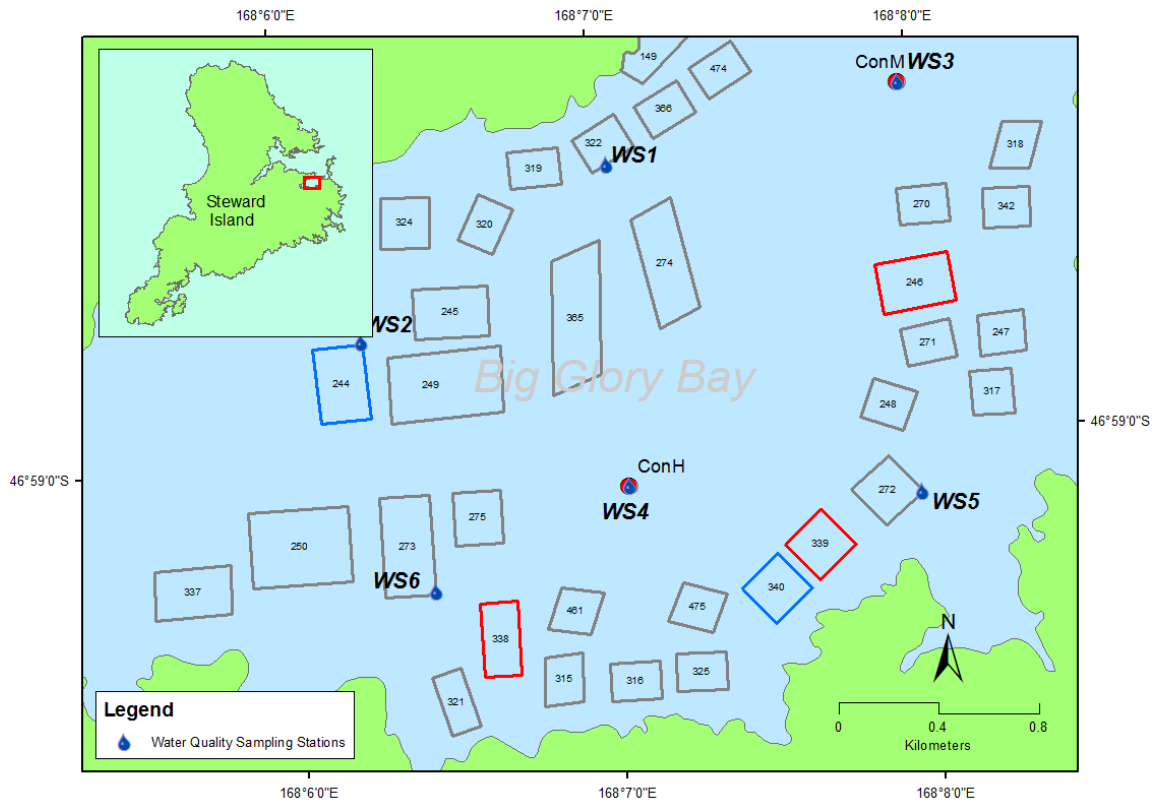 168°6'0"E 168°7'0"E 168°8'0"E
149
474
ConM WS3
366
322
WS1
318
319
Steward
Island
324
320
270
342
274
246
245
365
WS2
271
247
244
249
Big Glory Bay
317
248
46°59'0"S
46°59'0"S
ConH
272
WS5
WS4
275
250
273
339
WS6
337
340
461
475
338
N
315
316
325
321
Legend
Water Quality Sampling Stations
0 0.4 0.8
Kilometers
168°6'0"E 168°7'0"E 168°8'0"E